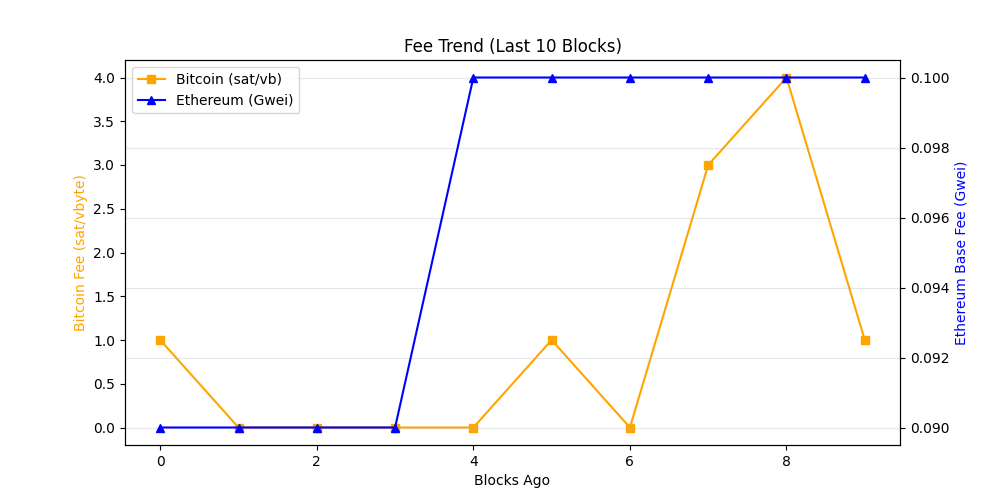 Fee Trend (Last 10 Blocks)
Bitcoin (sat/vb)
Ethereum (Gwei)
Bitcoin Fee (sat/vbyte)
4.0
3.5
3.0
2.5
2.0
1.5
1.0
0.5
0.0
0.100
0.098
0.096
0.094
0.092
0.090
Ethereum Base Fee (Gwei)
0 2 4 6 8
Blocks Ago